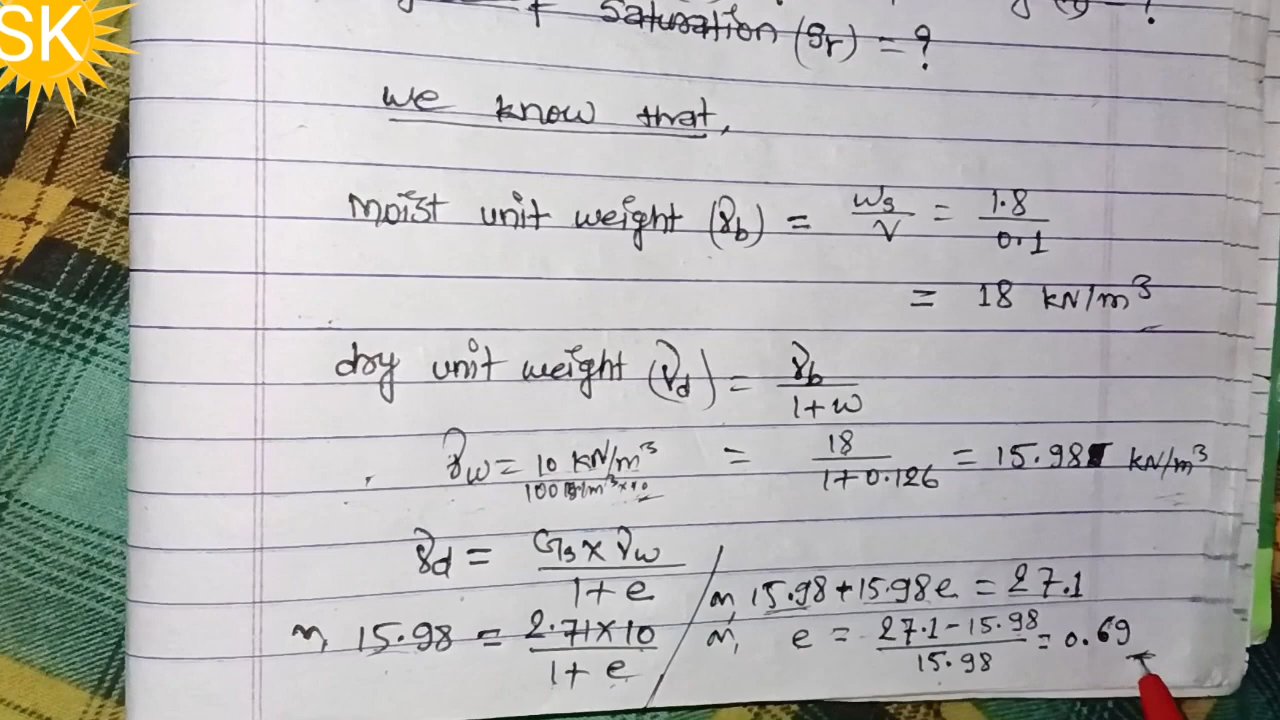 SK
Saturation (Sr) = ?
we know that,
Moist unit weight (γb) = Ws/V = 1.8/0.1
= 18 kN/m³
dry unit weight (γd) = γb/1+w
γw = 10 kN/m³ = 18/1+0.126 = 15.98 kN/m³
γd = Gs × γw/1+e
15.98 + 15.98e = 27.1
15.98 = 2.71×10/1+e
e = 27.1-15.98/15.98 = 0.69